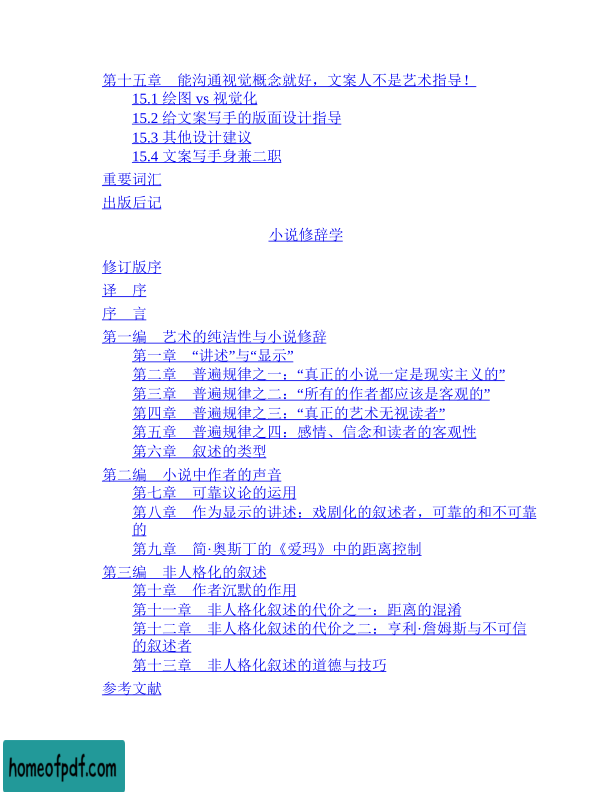 第十五章　能沟通视觉概念就好，文案人不是艺术指导！
15.1 绘图 vs 视觉化
15.2 给文案写手的版面设计指导
15.3 其他设计建议
15.4 文案写手身兼二职
重要词汇
出版后记
小说修辞学
修订版序
译　序
序　言
第一编　艺术的纯洁性与小说修辞
第一章　“讲述”与“显示”
第二章　普遍规律之一：“真正的小说一定是现实主义的”
第三章　普遍规律之二：“所有的作者都应该是客观的”
第四章　普遍规律之三：“真正的艺术无视读者”
第五章　普遍规律之四：感情、信念和读者的客观性
第六章　叙述的类型
第二编　小说中作者的声音
第七章　可靠议论的运用
第八章　作为显示的讲述：戏剧化的叙述者，可靠的和不可靠
的
第九章　简·奥斯丁的《爱玛》中的距离控制
第三编　非人格化的叙述
第十章　作者沉默的作用
第十一章　非人格化叙述的代价之一：距离的混淆
第十二章　非人格化叙述的代价之二：亨利·詹姆斯与不可信
的叙述者
第十三章　非人格化叙述的道德与技巧
参考文献
homeofpdf.com